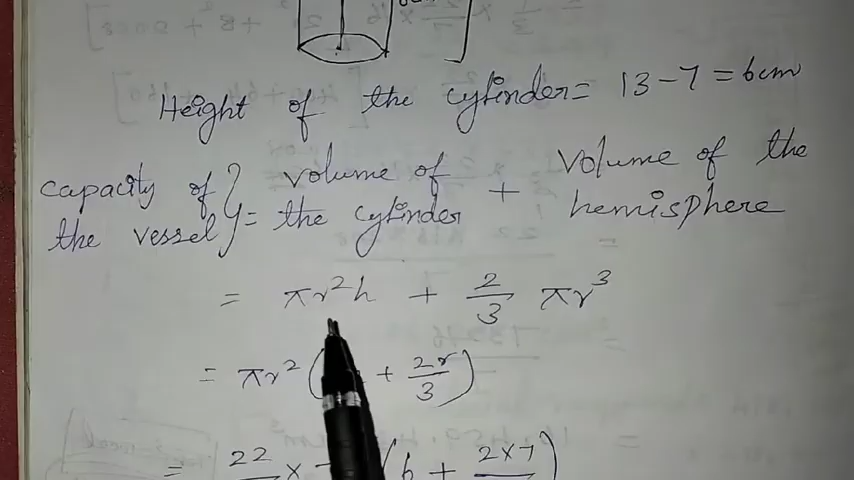 Height of the cylinder = 13 - 7 = 6cm
capacity of } volume of + volume of the
the vessel } = the cylinder hemisphere
= πr²h + 2/3 πr³
= πr² ( + 2r/3 )
= 22 × 7 ( 6 + 2×7 )